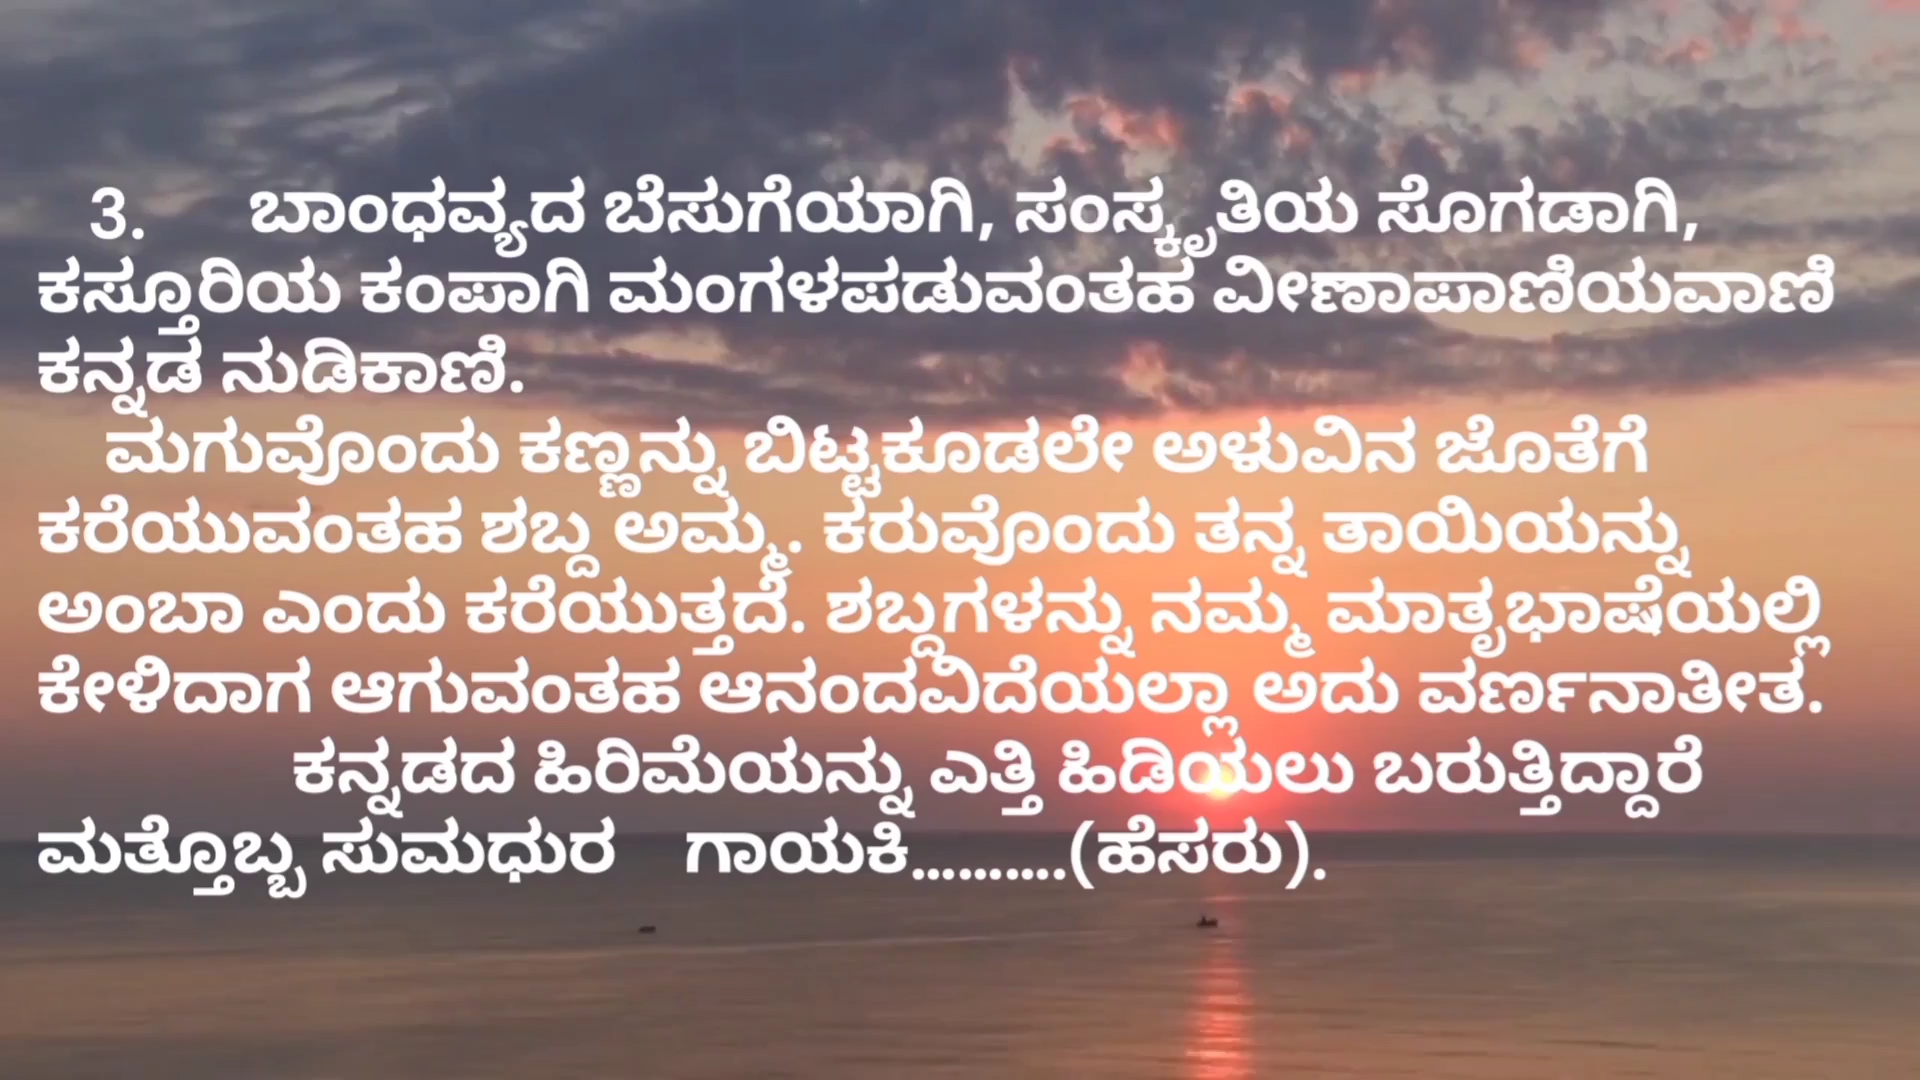 3. ಬಾಂಧವ್ಯದ ಬೆಸುಗೆಯಾಗಿ, ಸಂಸ್ಕೃತಿಯ ಸೊಗಡಾಗಿ,
ಕಸ್ತೂರಿಯ ಕಂಪಾಗಿ ಮಂಗಳಪಡುವಂತಹ ವೀಣಾಪಾಣಿಯವಾಣಿ
ಕನ್ನಡ ನುಡಿಕಾಣಿ.
ಮಗುವೊಂದು ಕಣ್ಣನ್ನು ಬಿಟ್ಟಕೂಡಲೇ ಅಳುವಿನ ಜೊತೆಗೆ
ಕರೆಯುವಂತಹ ಶಬ್ದ ಅಮ್ಮ. ಕರುವೊಂದು ತನ್ನ ತಾಯಿಯನ್ನು
ಅಂಬಾ ಎಂದು ಕರೆಯುತ್ತದೆ. ಶಬ್ದಗಳನ್ನು ನಮ್ಮ ಮಾತೃಭಾಷೆಯಲ್ಲಿ
ಕೇಳಿದಾಗ ಆಗುವಂತಹ ಆನಂದವಿದೆಯಲ್ಲಾ ಅದು ವರ್ಣನಾತೀತ.
ಕನ್ನಡದ ಹಿರಿಮೆಯನ್ನು ಎತ್ತಿ ಹಿಡಿಯಲು ಬರುತ್ತಿದ್ದಾರೆ
ಮತ್ತೊಬ್ಬ ಸುಮಧುರ ಗಾಯಕಿ..........(ಹೆಸರು).